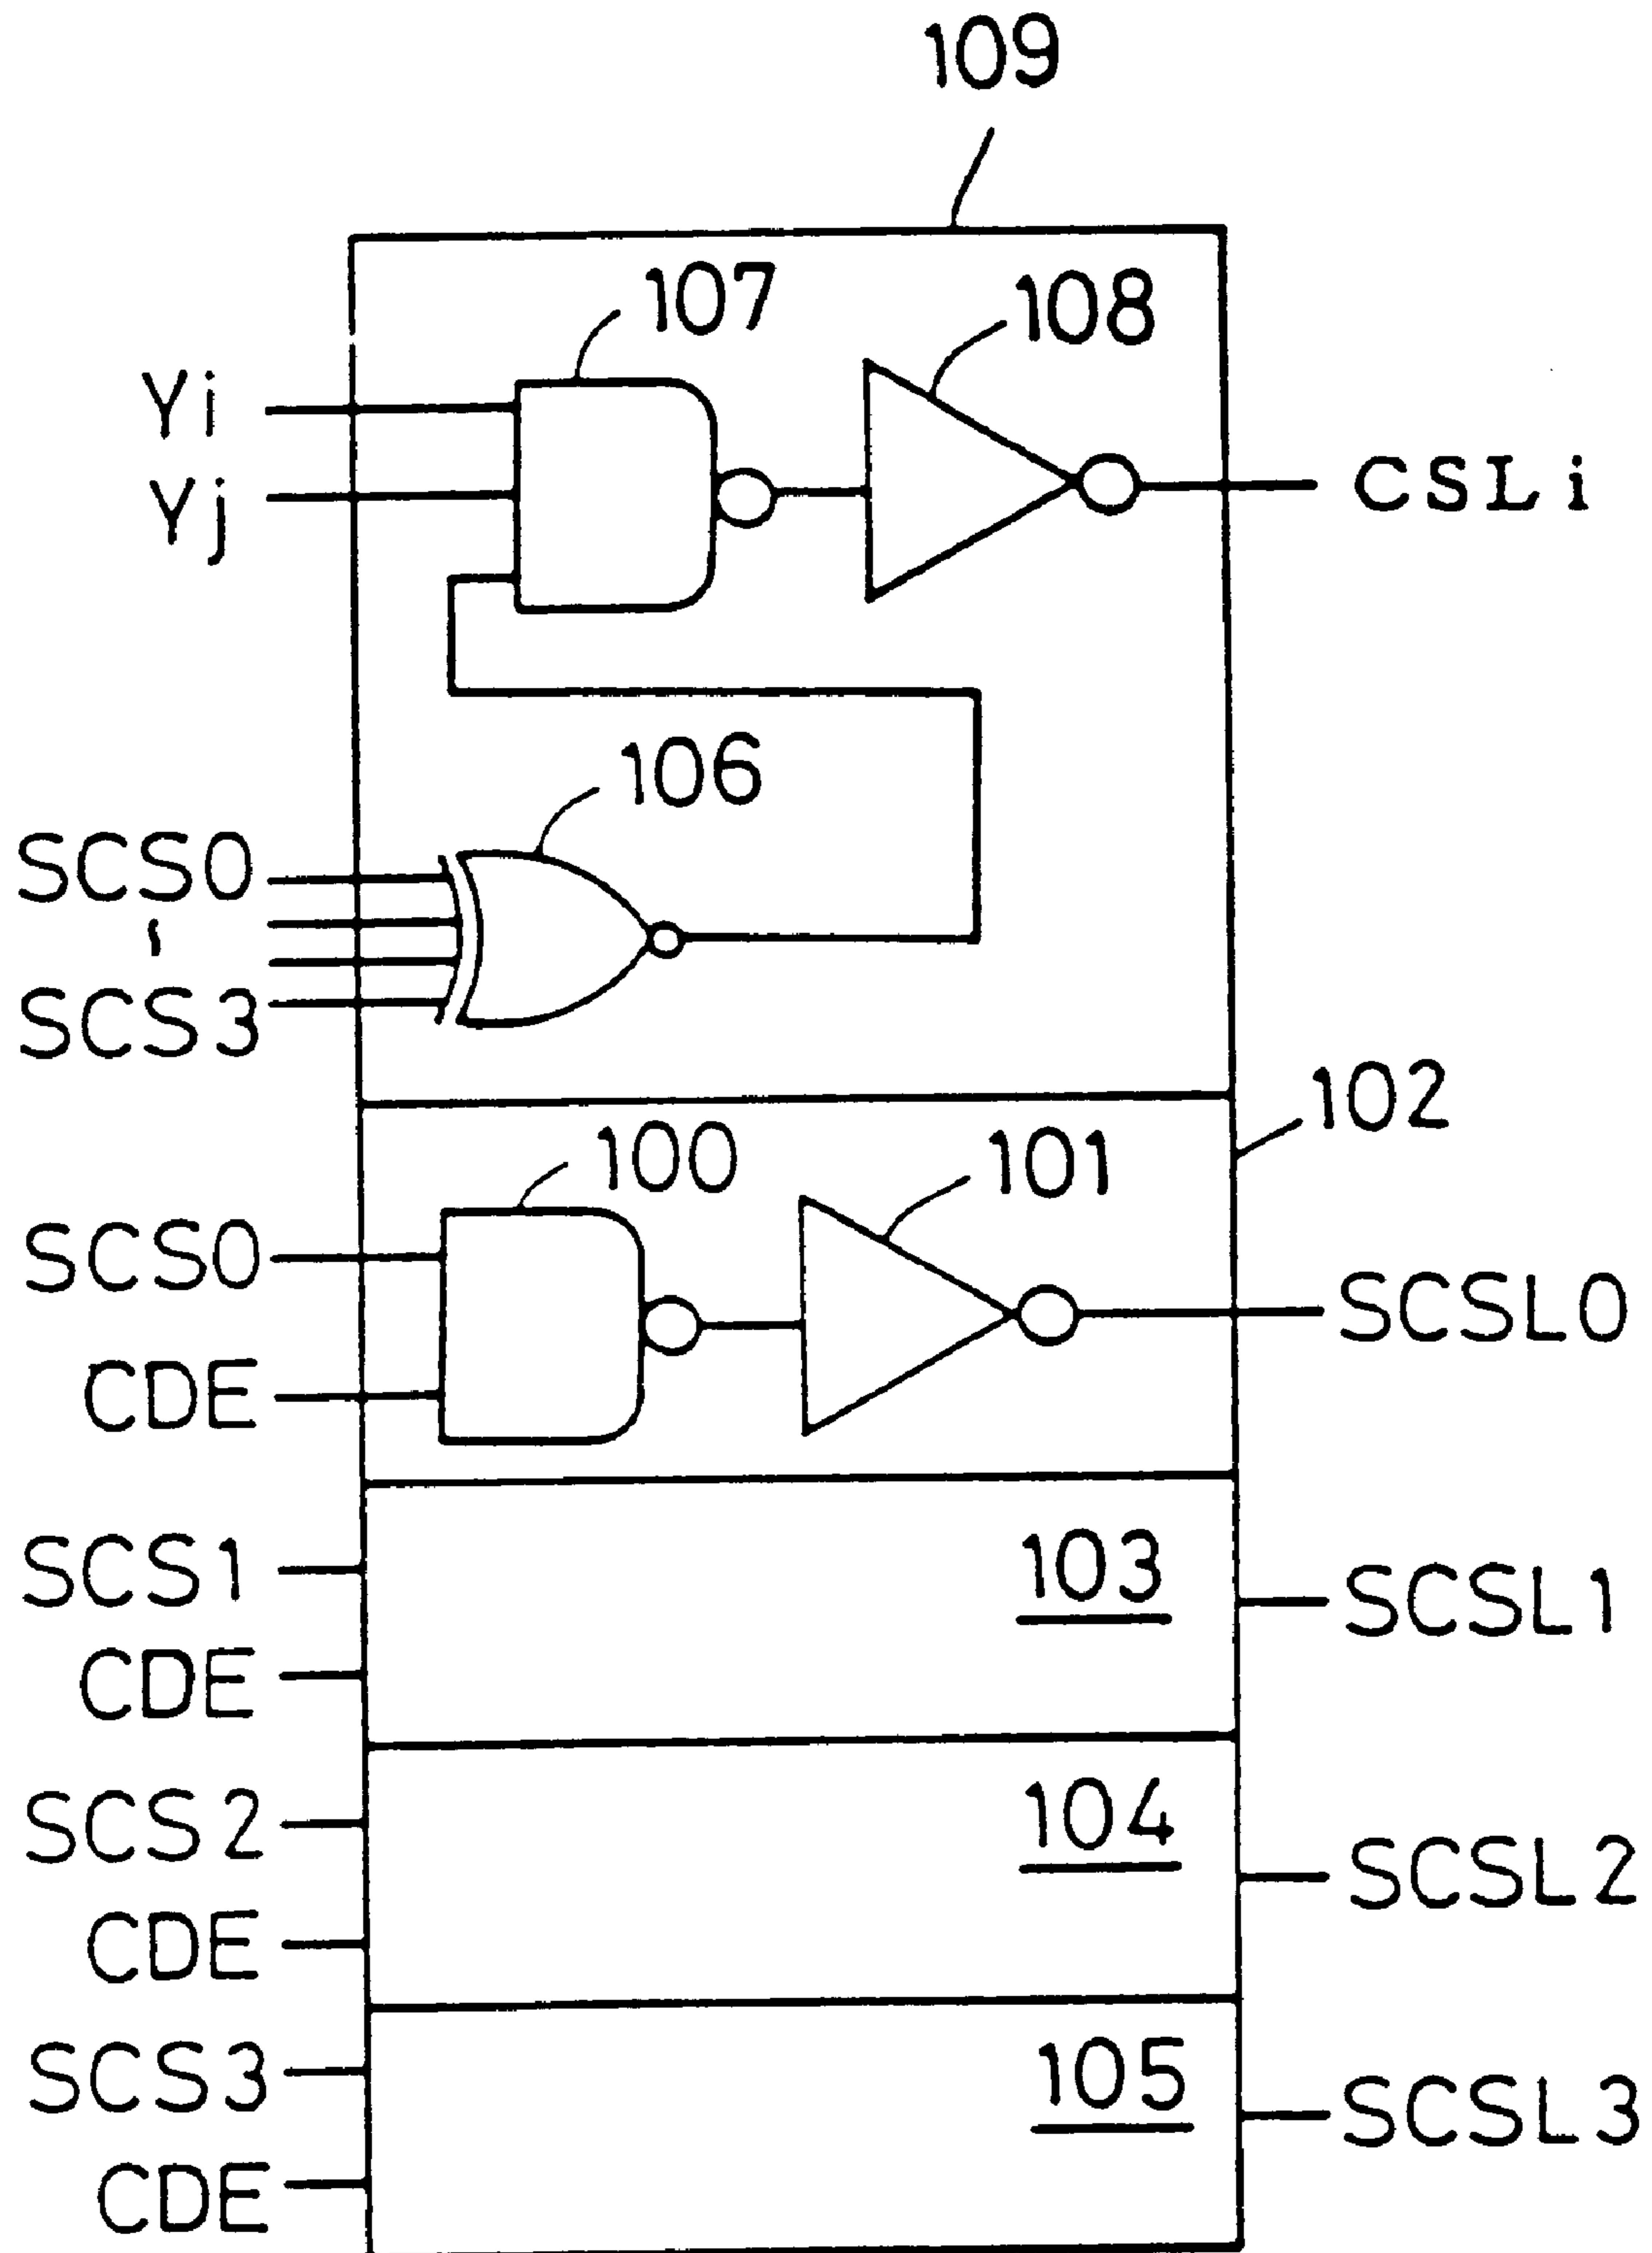 109
107
108
Yi
Yj
CSLi
106
SCS0
~
SCS3
102
100
101
SCS0
SCSL0
CDE
SCS1
103
SCSL1
CDE
SCS2
104
SCSL2
CDE
SCS3
105
SCSL3
CDE